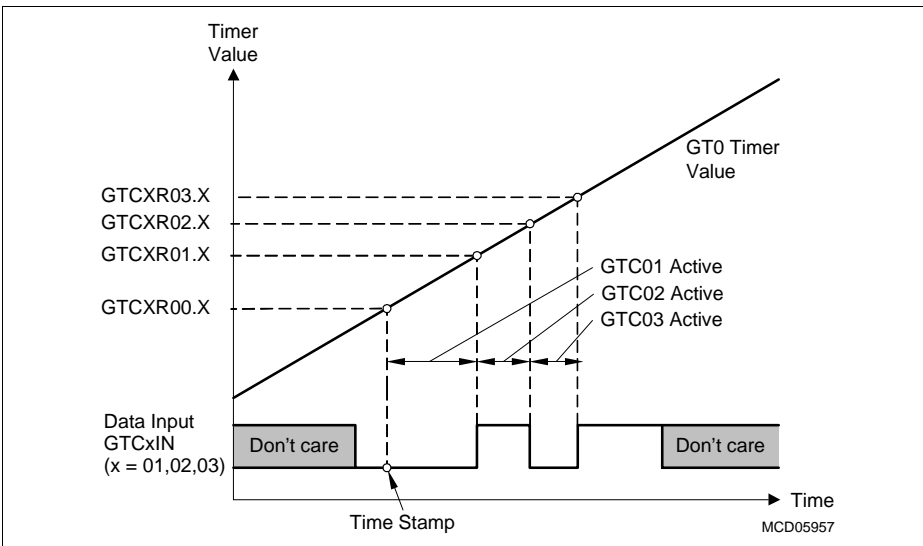 Timer
Value
GT0 Timer
Value
GTCXR03.X
GTCXR02.X
GTCXR01.X
GTC01 Active
GTC02 Active
GTCXR00.X
GTC03 Active
Data Input
GTCxIN
(x = 01,02,03)
Don't care
Don't care
Time
Time Stamp
MCD05957